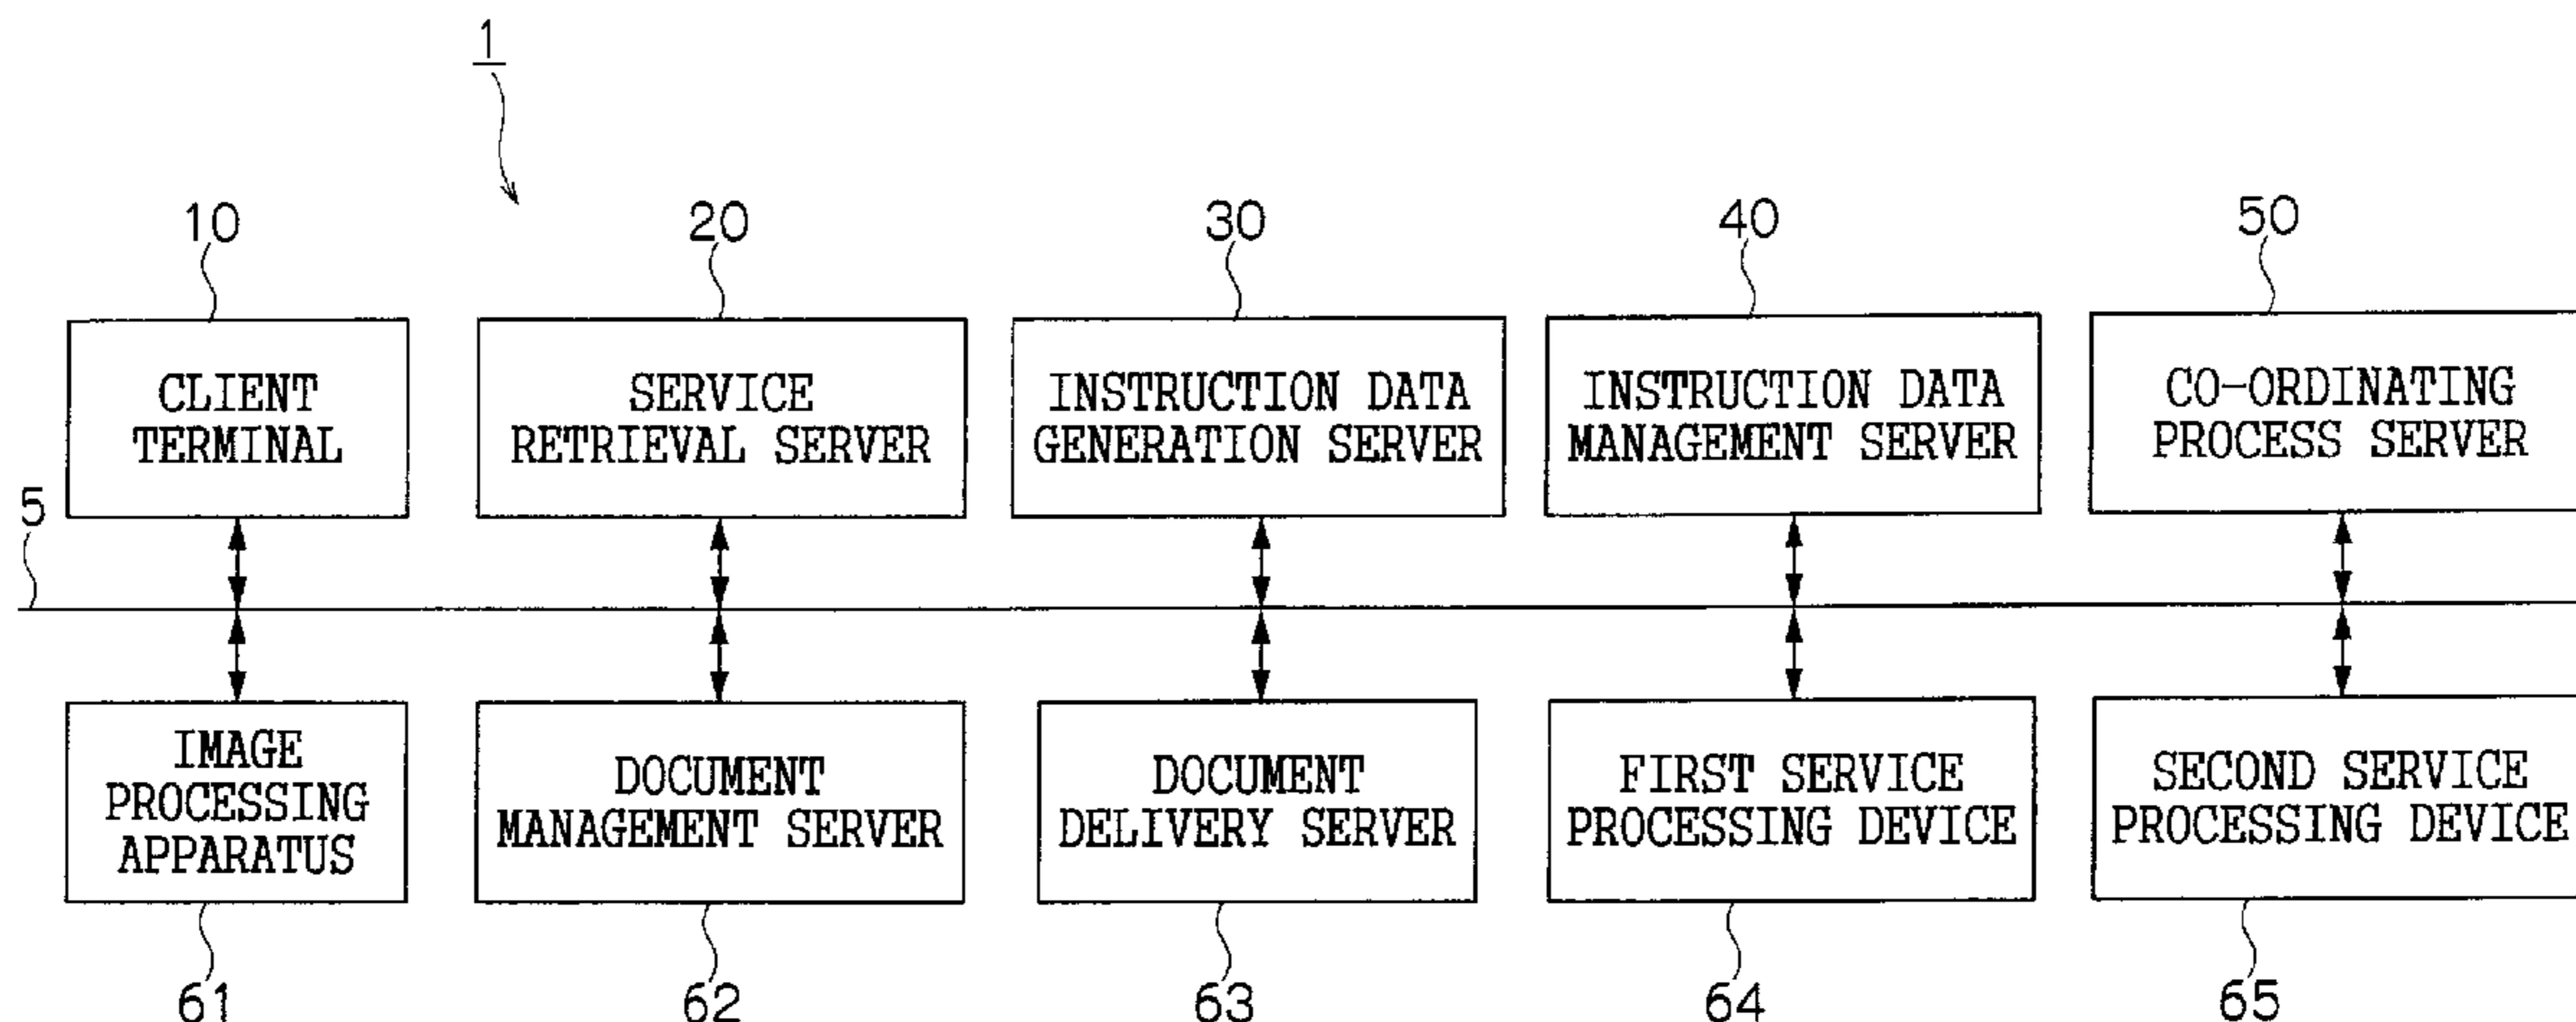 1
10
20
30
40
50
CLIENT
TERMINAL
SERVICE
RETRIEVAL SERVER
INSTRUCTION DATA
GENERATION SERVER
INSTRUCTION DATA
MANAGEMENT SERVER
CO-ORDINATING
PROCESS SERVER
5
IMAGE
PROCESSING
APPARATUS
DOCUMENT
MANAGEMENT SERVER
DOCUMENT
DELIVERY SERVER
FIRST SERVICE
PROCESSING DEVICE
SECOND SERVICE
PROCESSING DEVICE
61
62
63
64
65